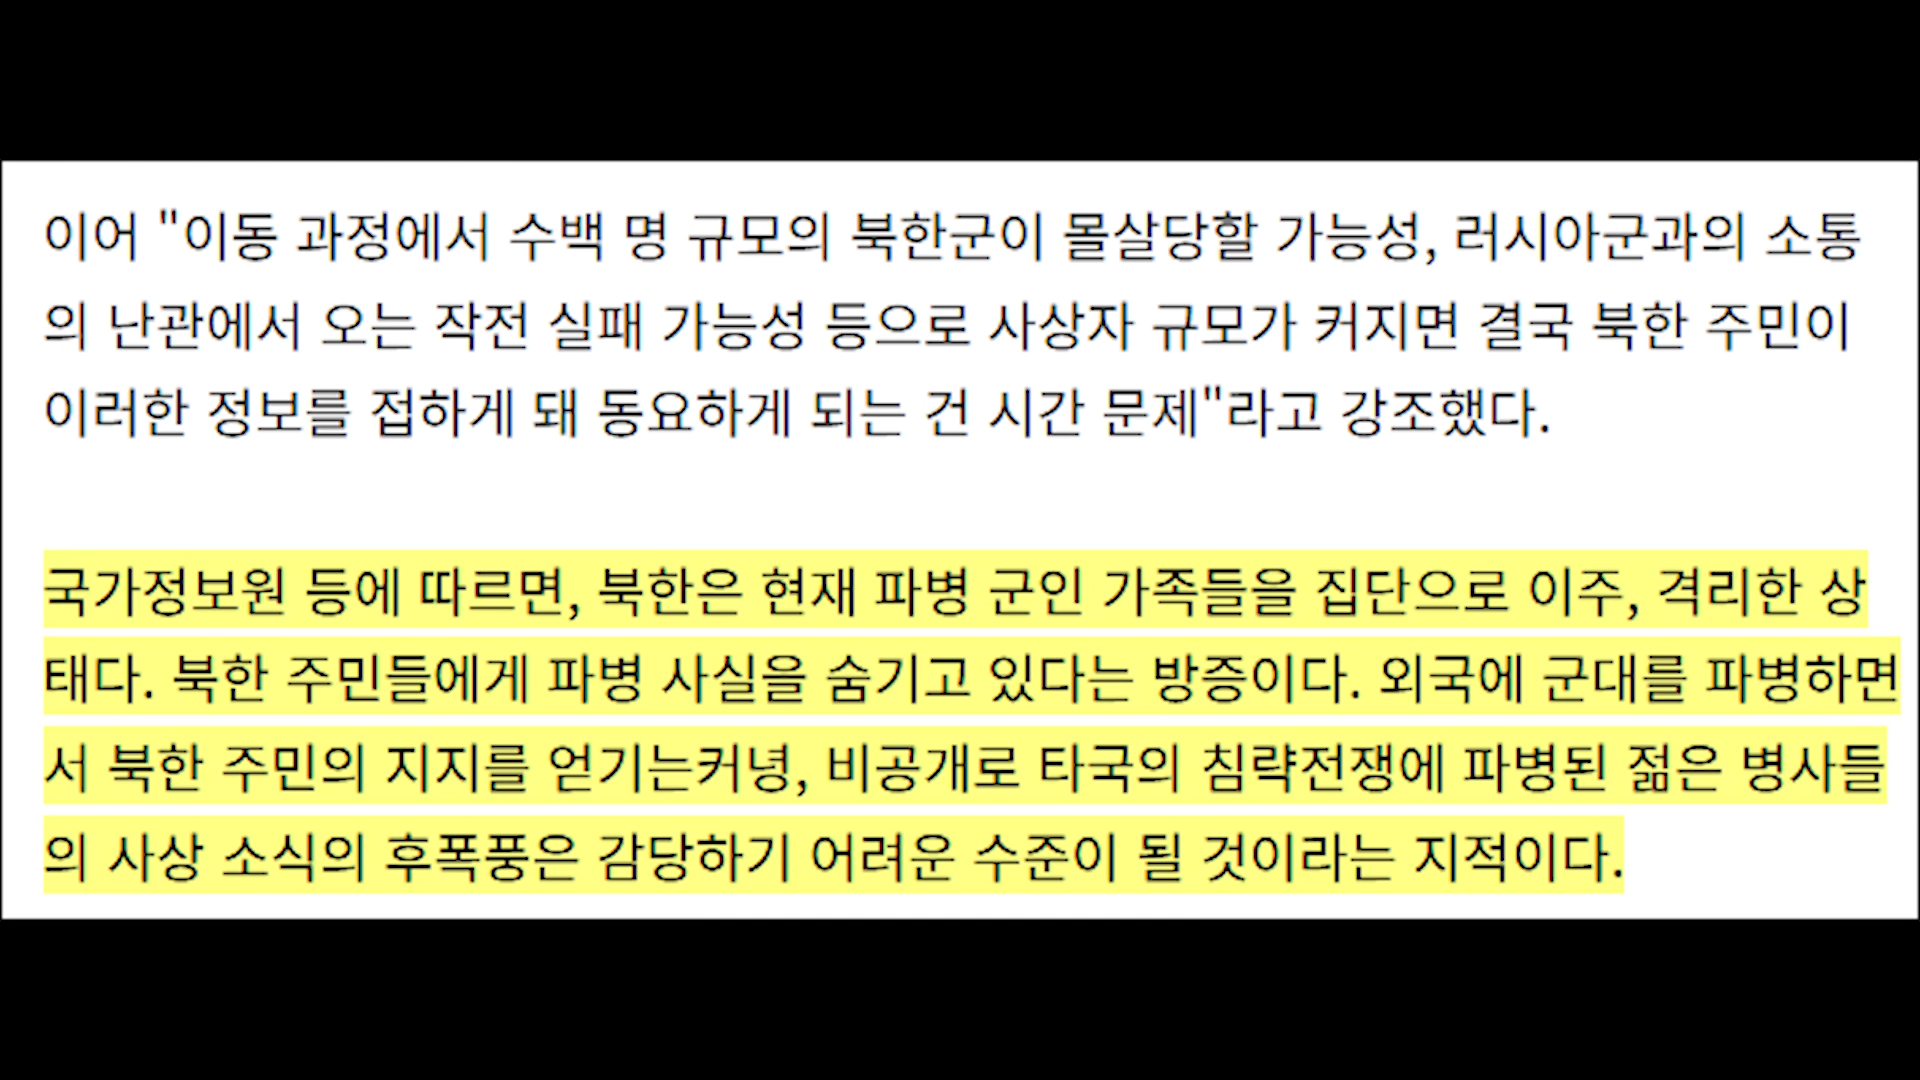 이어 "이동 과정에서 수백 명 규모의 북한군이 몰살당할 가능성, 러시아군과의 소통
의 난관에서 오는 작전 실패 가능성 등으로 사상자 규모가 커지면 결국 북한 주민이
이러한 정보를 접하게 돼 동요하게 되는 건 시간 문제"라고 강조했다.
국가정보원 등에 따르면, 북한은 현재 파병 군인 가족들을 집단으로 이주, 격리한 상
태다. 북한 주민들에게 파병 사실을 숨기고 있다는 방증이다. 외국에 군대를 파병하면
서 북한 주민의 지지를 얻기는커녕, 비공개로 타국의 침략전쟁에 파병된 젊은 병사들
의 사상 소식의 후폭풍은 감당하기 어려운 수준이 될 것이라는 지적이다.